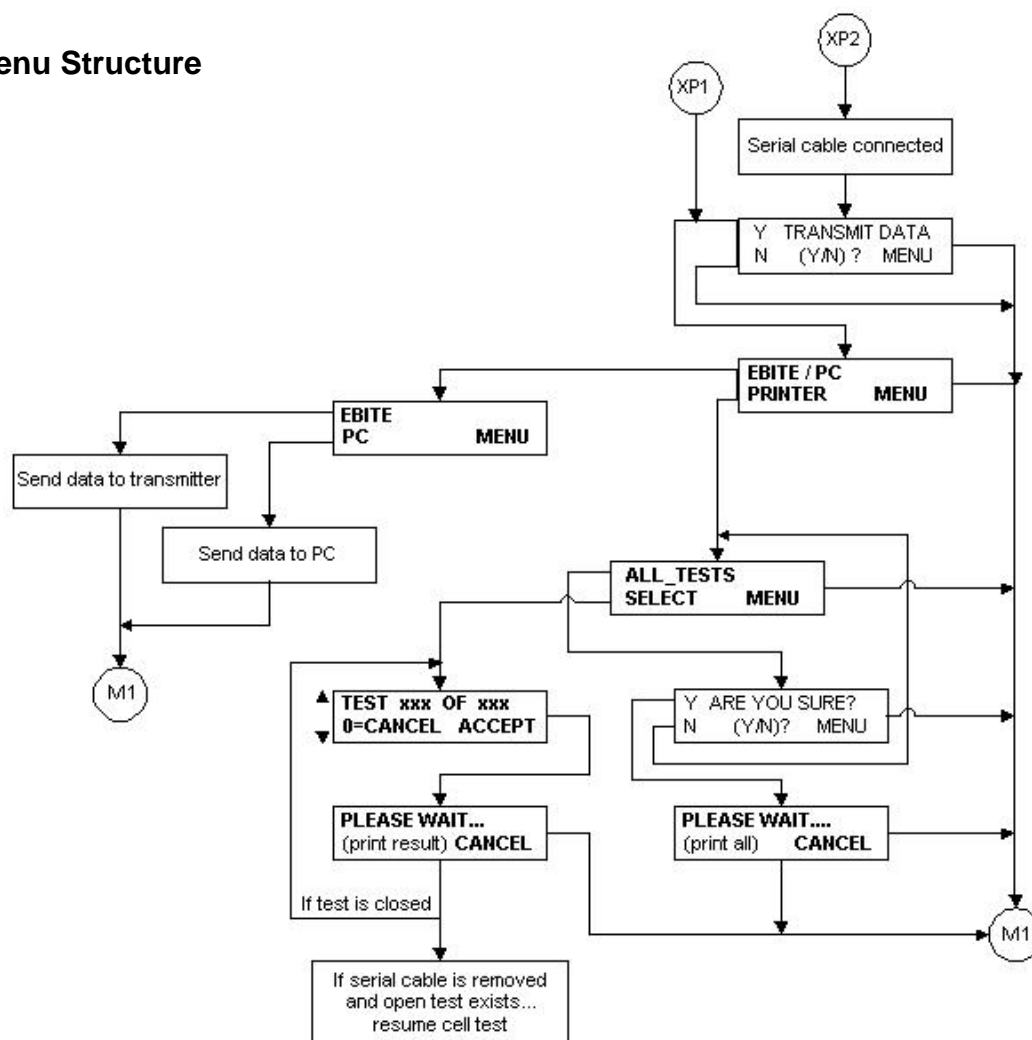 enu Structure
XP2
XP1
Serial cable connected
Y TRANSMIT DATA
N (Y/N) ? MENU
EBITE / PC
PRINTER MENU
EBITE
PC MENU
Send data to transmitter
Send data to PC
ALL_TESTS
SELECT MENU
M1
TEST xxx OF xxx
0=CANCEL ACCEPT
Y ARE YOU SURE?
N (Y/N)? MENU
PLEASE WAIT...
(print result) CANCEL
PLEASE WAIT....
(print all) CANCEL
If test is closed
M1
If serial cable is removed
and open test exists...
resume cell test